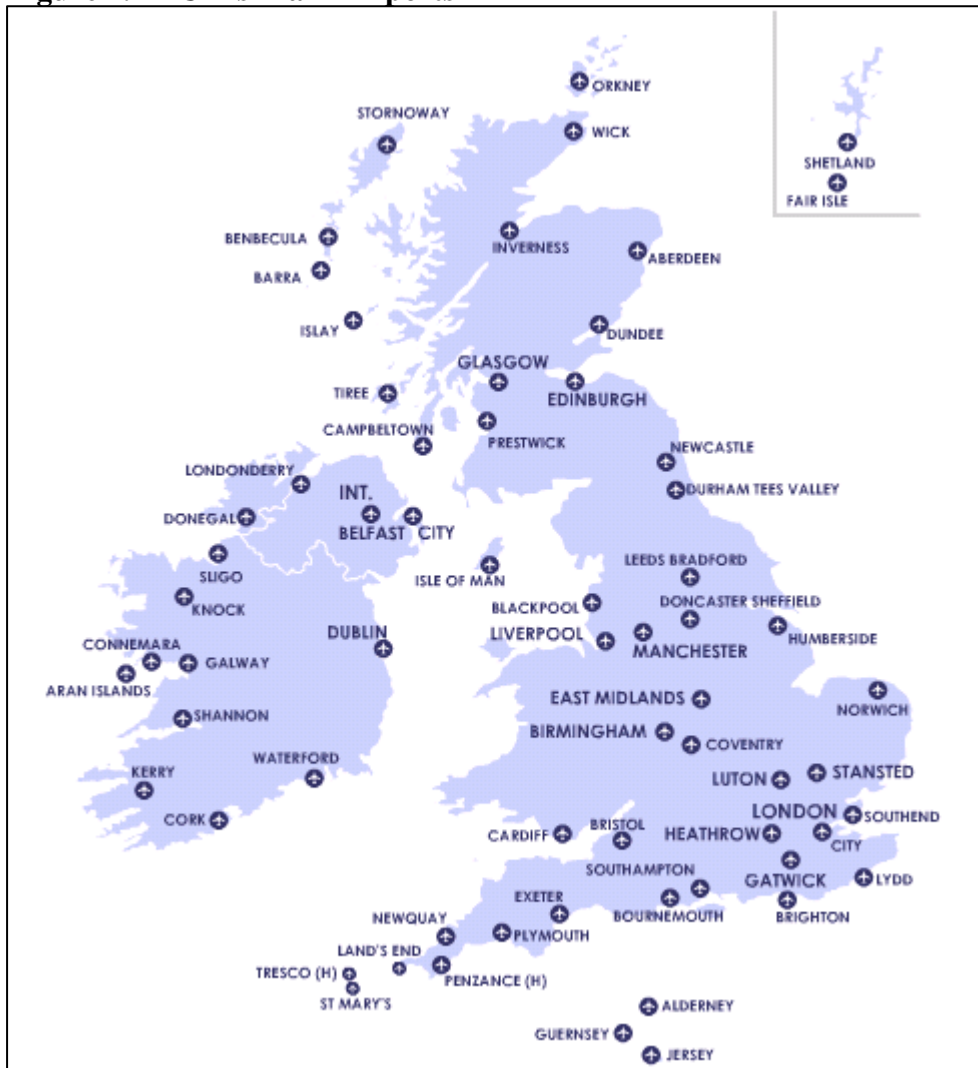 ORKNEY
STORNOWAY
WICK
SHETLAND
FAIR ISLE
BENBECULA
INVERNESS
ABERDEEN
BARRA
ISLAY
DUNDEE
GLASGOW
TIREE
EDINBURGH
CAMPBELTOWN
PRESTWICK
NEWCASTLE
LONDONDERRY
DURHAM TEES VALLEY
INT.
DONEGAL
BELFAST CITY
SLIGO
ISLE OF MAN
LEEDS BRADFORD
KNOCK
BLACKPOOL
DONCASTER SHEFFIELD
DUBLIN
LIVERPOOL
HUMBERSIDE
CONNEMARA
GALWAY
MANCHESTER
ARAN ISLANDS
EAST MIDLANDS
NORWICH
SHANNON
BIRMINGHAM
COVENTRY
WATERFORD
KERRY
LUTON
STANSTED
CORK
LONDON
SOUTHEND
CARDIFF
BRISTOL
HEATHROW
CITY
SOUTHAMPTON
GATWICK
LYDD
EXETER
BOURNEMOUTH
BRIGHTON
NEWQUAY
PLYMOUTH
LAND'S END
TRESCO (H)
PENZANCE (H)
ST MARY'S
ALDERNEY
GUERNSEY
JERSEY